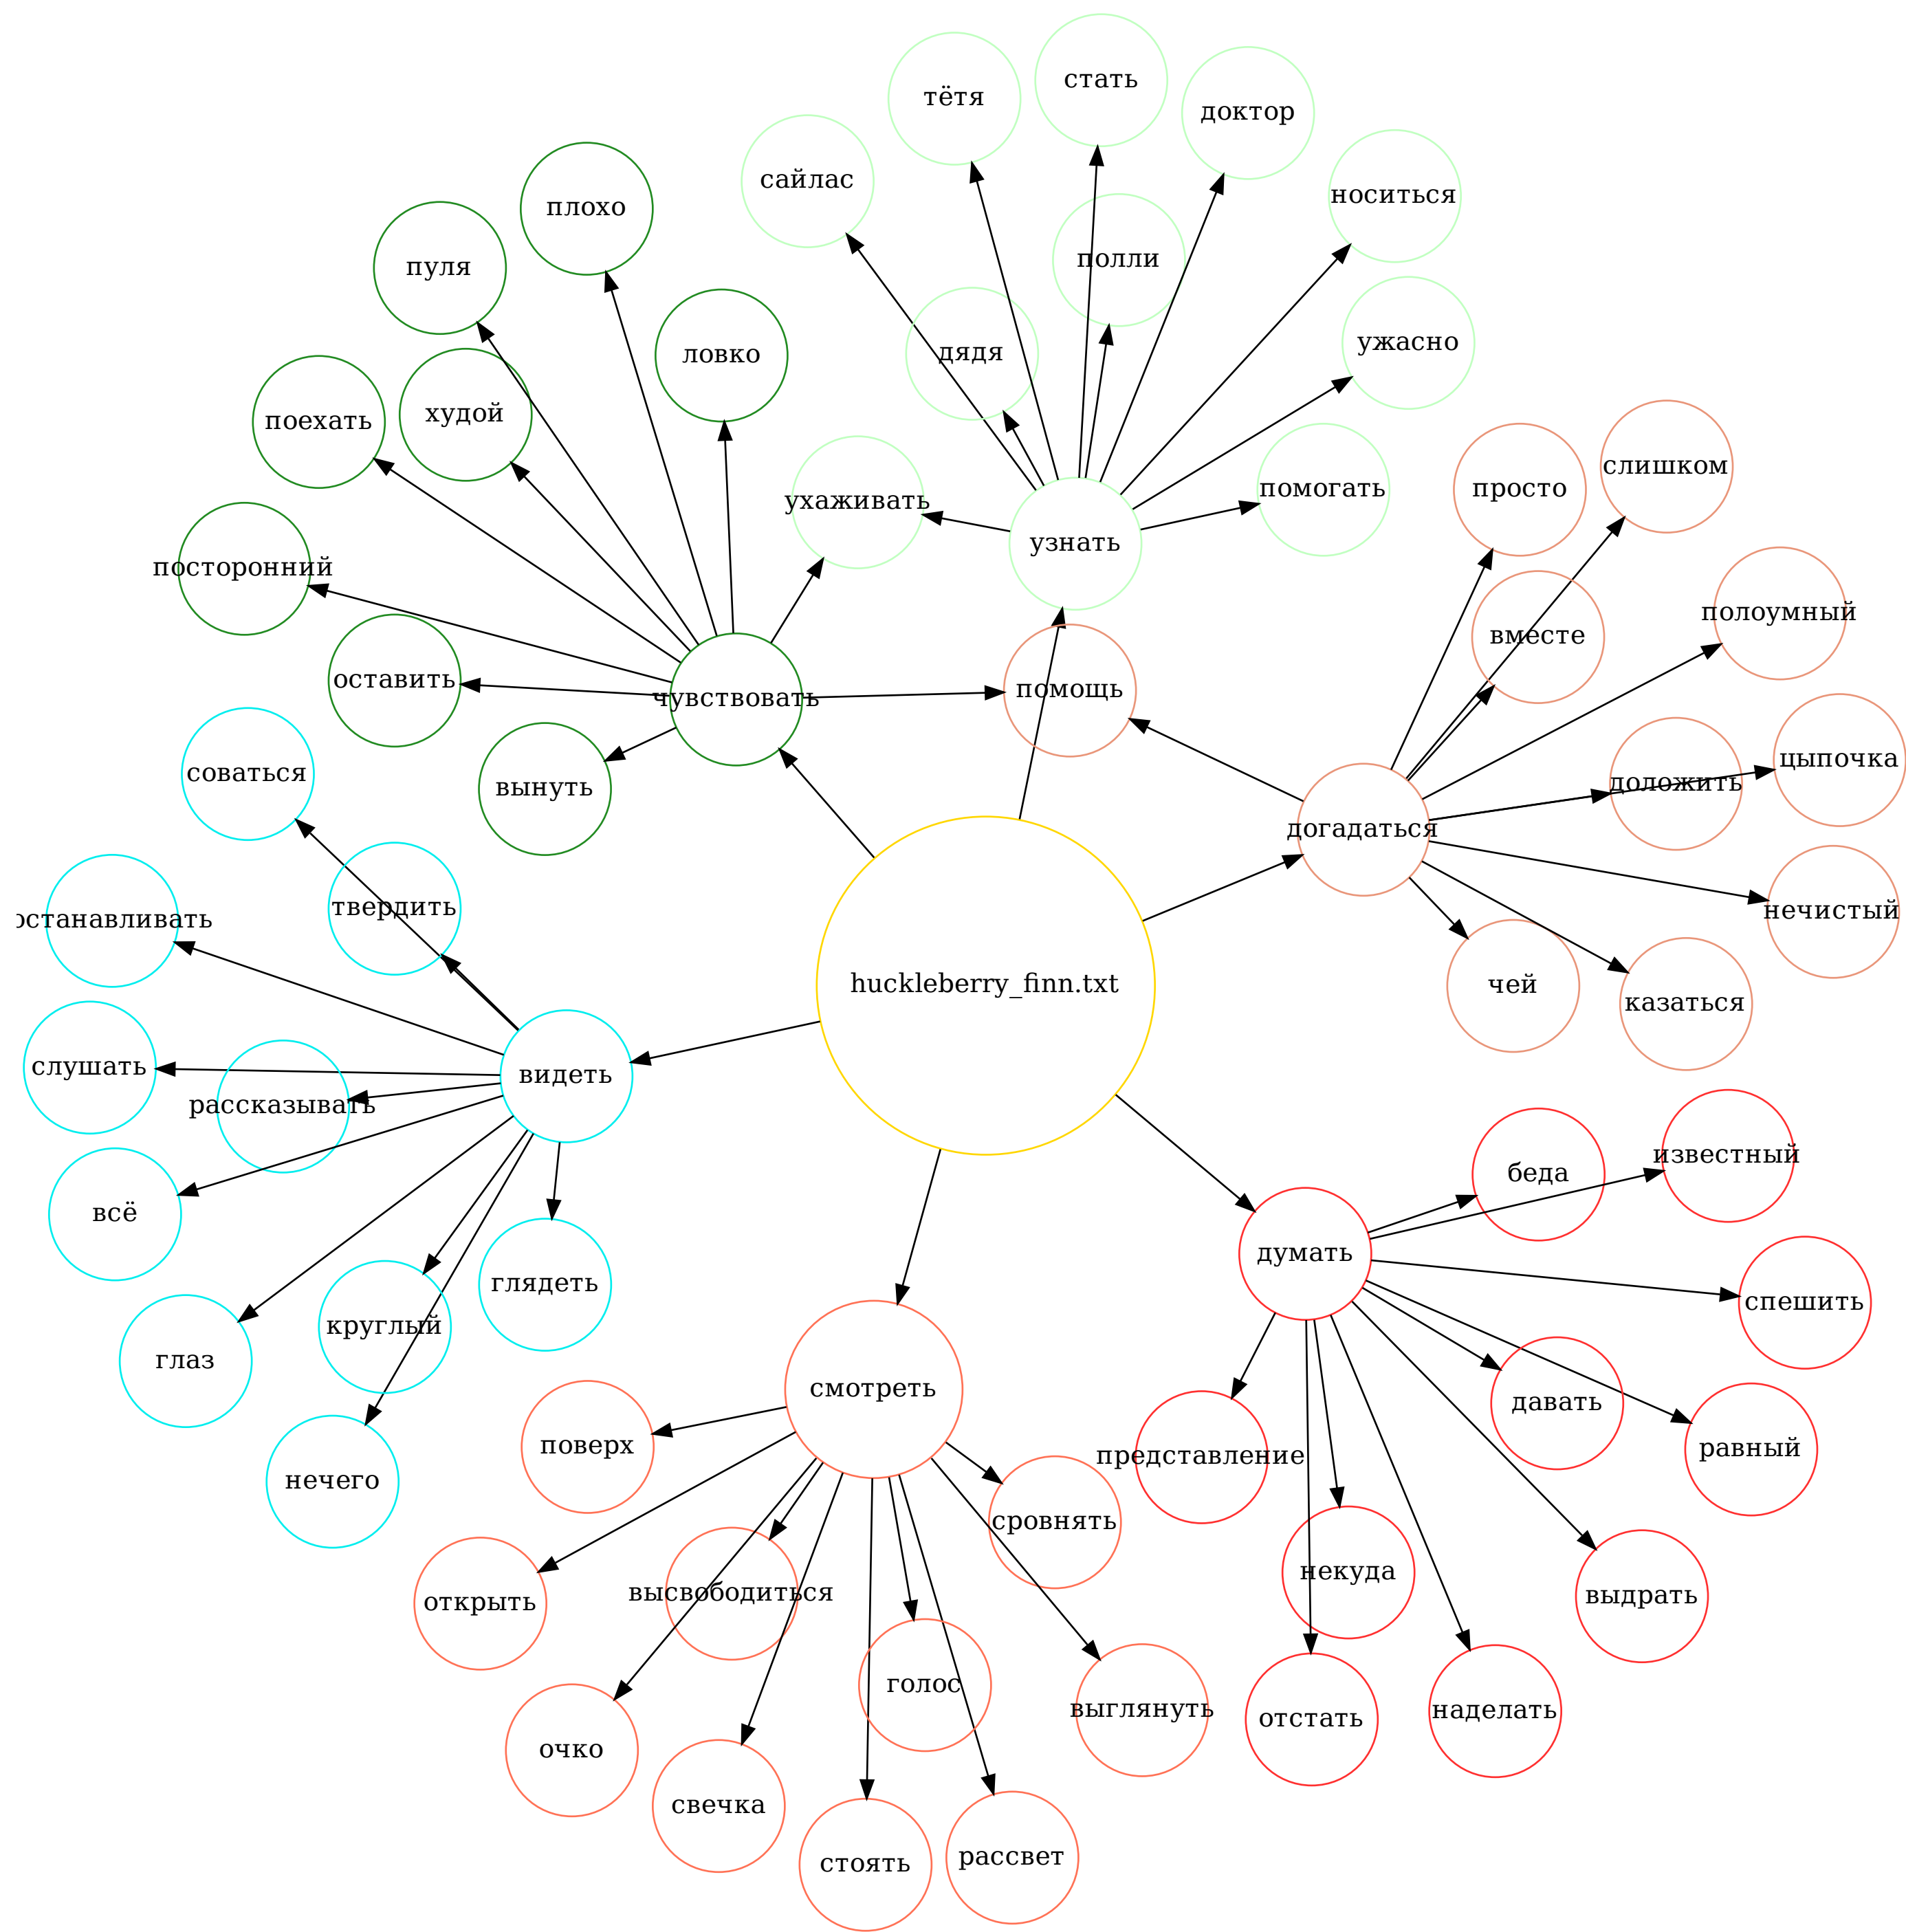 стать
тётя
доктор
сайлас
носиться
плохо
полли
пуля
ужасно
дядя
ловко
худой
поехать
слишком
просто
помогать
ухаживать
узнать
посторонний
полоумный
вместе
оставить
помощь
чувствовать
цыпочка
соваться
доложить
вынуть
догадаться
твердить
нечистый
останавливать
huckleberry_finn.txt
чей
казаться
слушать
видеть
рассказывать
известный
беда
всё
думать
глядеть
спешить
круглый
глаз
смотреть
давать
поверх
равный
представление
нечего
сровнять
некуда
высвободиться
выдрать
открыть
голос
выглянуть
наделать
отстать
очко
свечка
рассвет
стоять